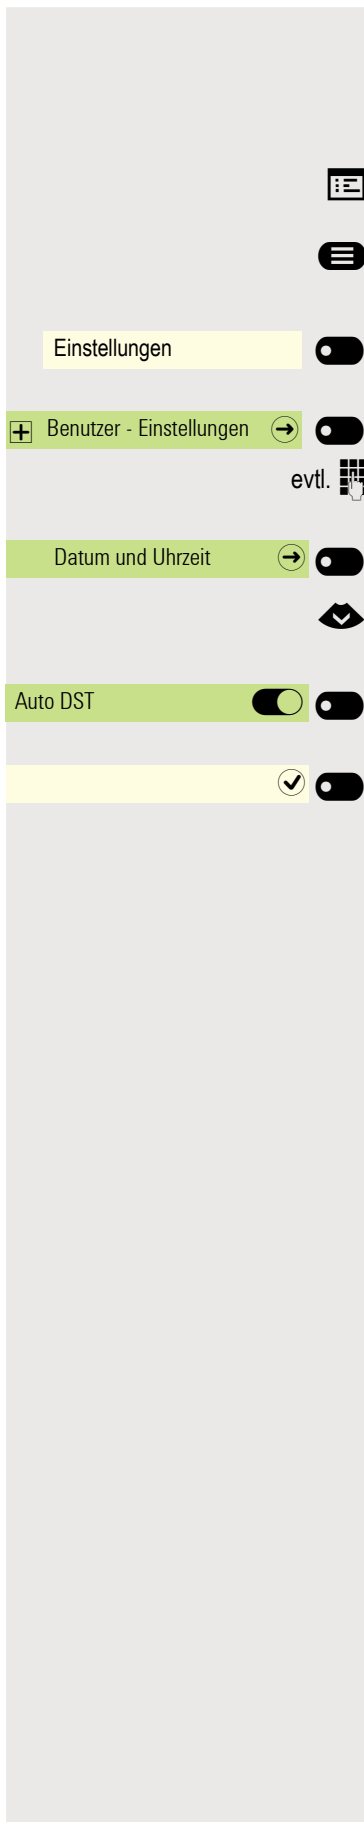 Einstellungen
Benutzer - Einstellungen
evtl.
Datum und Uhrzeit
Auto DST